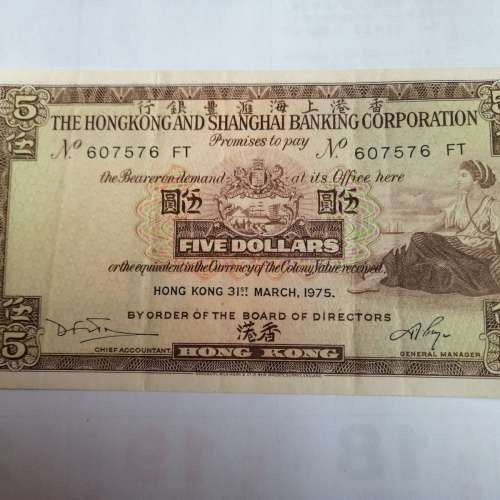 行銀豐滙海上港香
THE HONGKONG AND SHANGHAI BANKING CORPORATION
Promises to pay
No 607576 FT No 607576 FT
the Bearer on demand at its Office here
圓伍 圓伍
FIVE DOLLARS
or the equivalent in the Currency of the Colony Value received.
HONG KONG 31ST MARCH, 1975.
BY ORDER OF THE BOARD OF DIRECTORS
港香
CHIEF ACCOUNTANT HONG KONG GENERAL MANAGER
5
5
5
5
伍